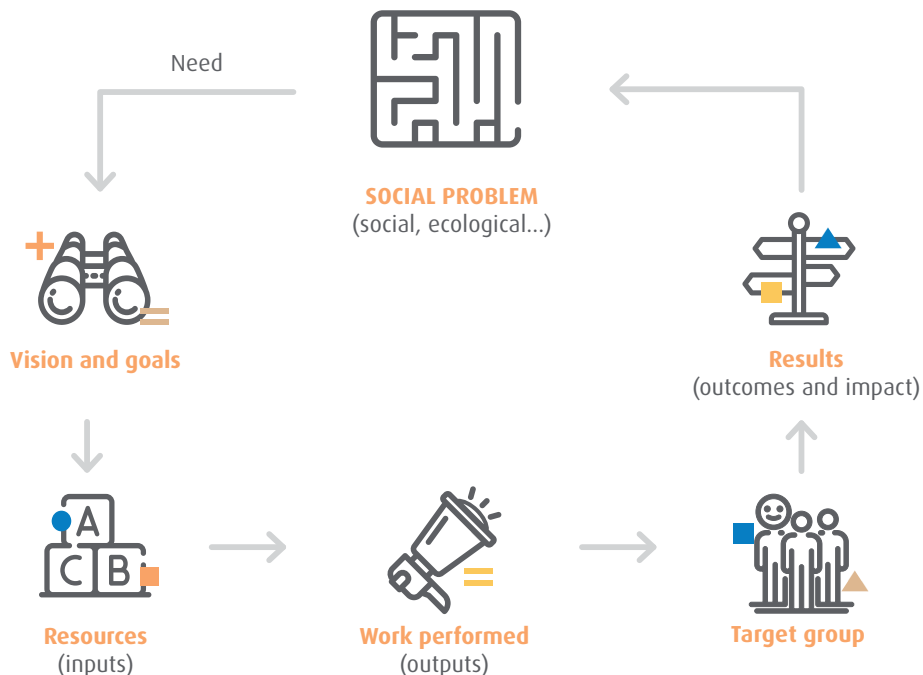 Need
SOCIAL PROBLEM
(social, ecological...)
Vision and goals
Results
(outcomes and impact)
A
C B
Resources
(inputs)
Work performed
(outputs)
Target group